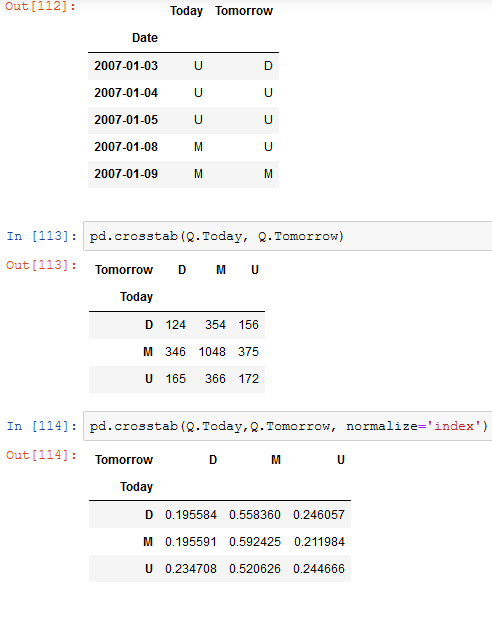 Out[112]:
Today Tomorrow
Date
2007-01-03 U D
2007-01-04 U U
2007-01-05 U U
2007-01-08 M U
2007-01-09 M M
In [113]: pd.crosstab(Q.Today, Q.Tomorrow)
Out[113]: Tomorrow D M U
Today
D 124 354 156
M 346 1048 375
U 165 366 172
In [114]: pd.crosstab(Q.Today,Q.Tomorrow, normalize='index')
Out[114]: Tomorrow D M U
Today
D 0.195584 0.558360 0.246057
M 0.195591 0.592425 0.211984
U 0.234708 0.520626 0.244666